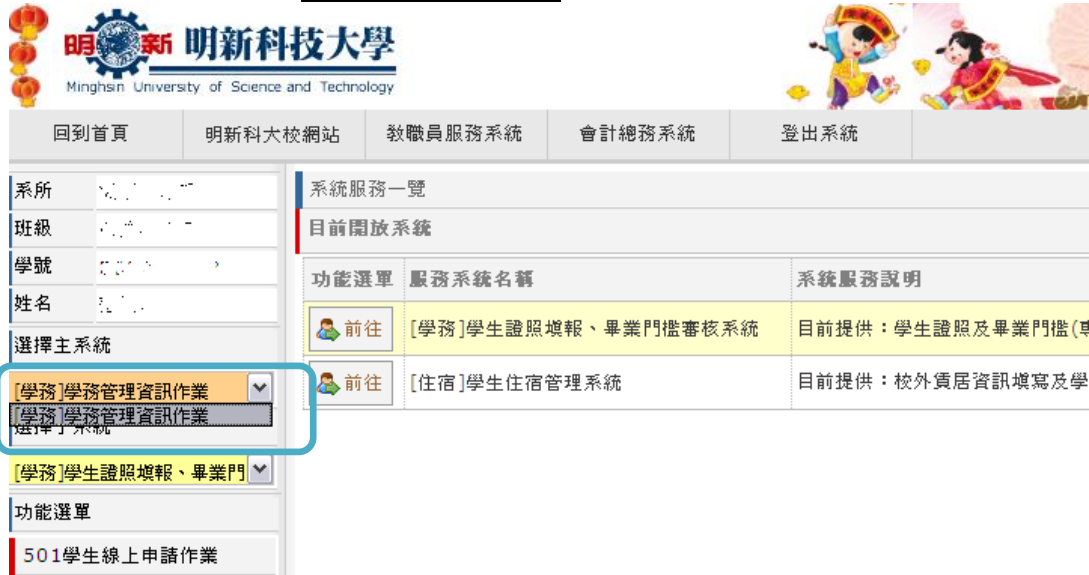 明新 明新科技大學
Minghsin University of Science and Technology
回到首頁 明新科大校網站 教職員服務系統 會計總務系統 登出系統
系所
班級
學號
姓名
選擇主系統
[學務]學務管理資訊作業
[學務]學務管理資訊作業
選擇子系統
[學務]學生證照填報、畢業門
功能選單
501學生線上申請作業
系統服務一覽
目前開放系統
功能選單 服務系統名稱 系統服務說明
前往 [學務]學生證照填報、畢業門檻審核系統 目前提供：學生證照及畢業門檻(專
前往 [住宿]學生住宿管理系統 目前提供：校外賃居資訊填寫及學